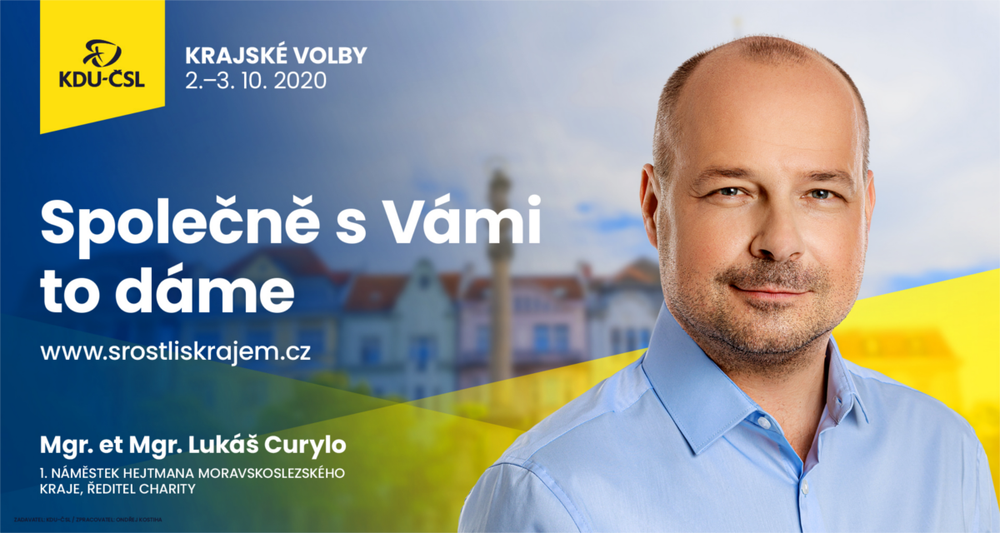 KDU-ČSL
KRAJSKÉ VOLBY
2.–3. 10. 2020
Společně s Vámi
to dáme
www.srostliskrajem.cz
Mgr. et Mgr. Lukáš Curylo
1. NÁMĚSTEK HEJTMANA MORAVSKOSLEZSKÉHO
KRAJE, ŘEDITEL CHARITY
ZADAVATEL: KDU-ČSL / ZPRACOVATEL: ONDŘEJ KOSTIHA